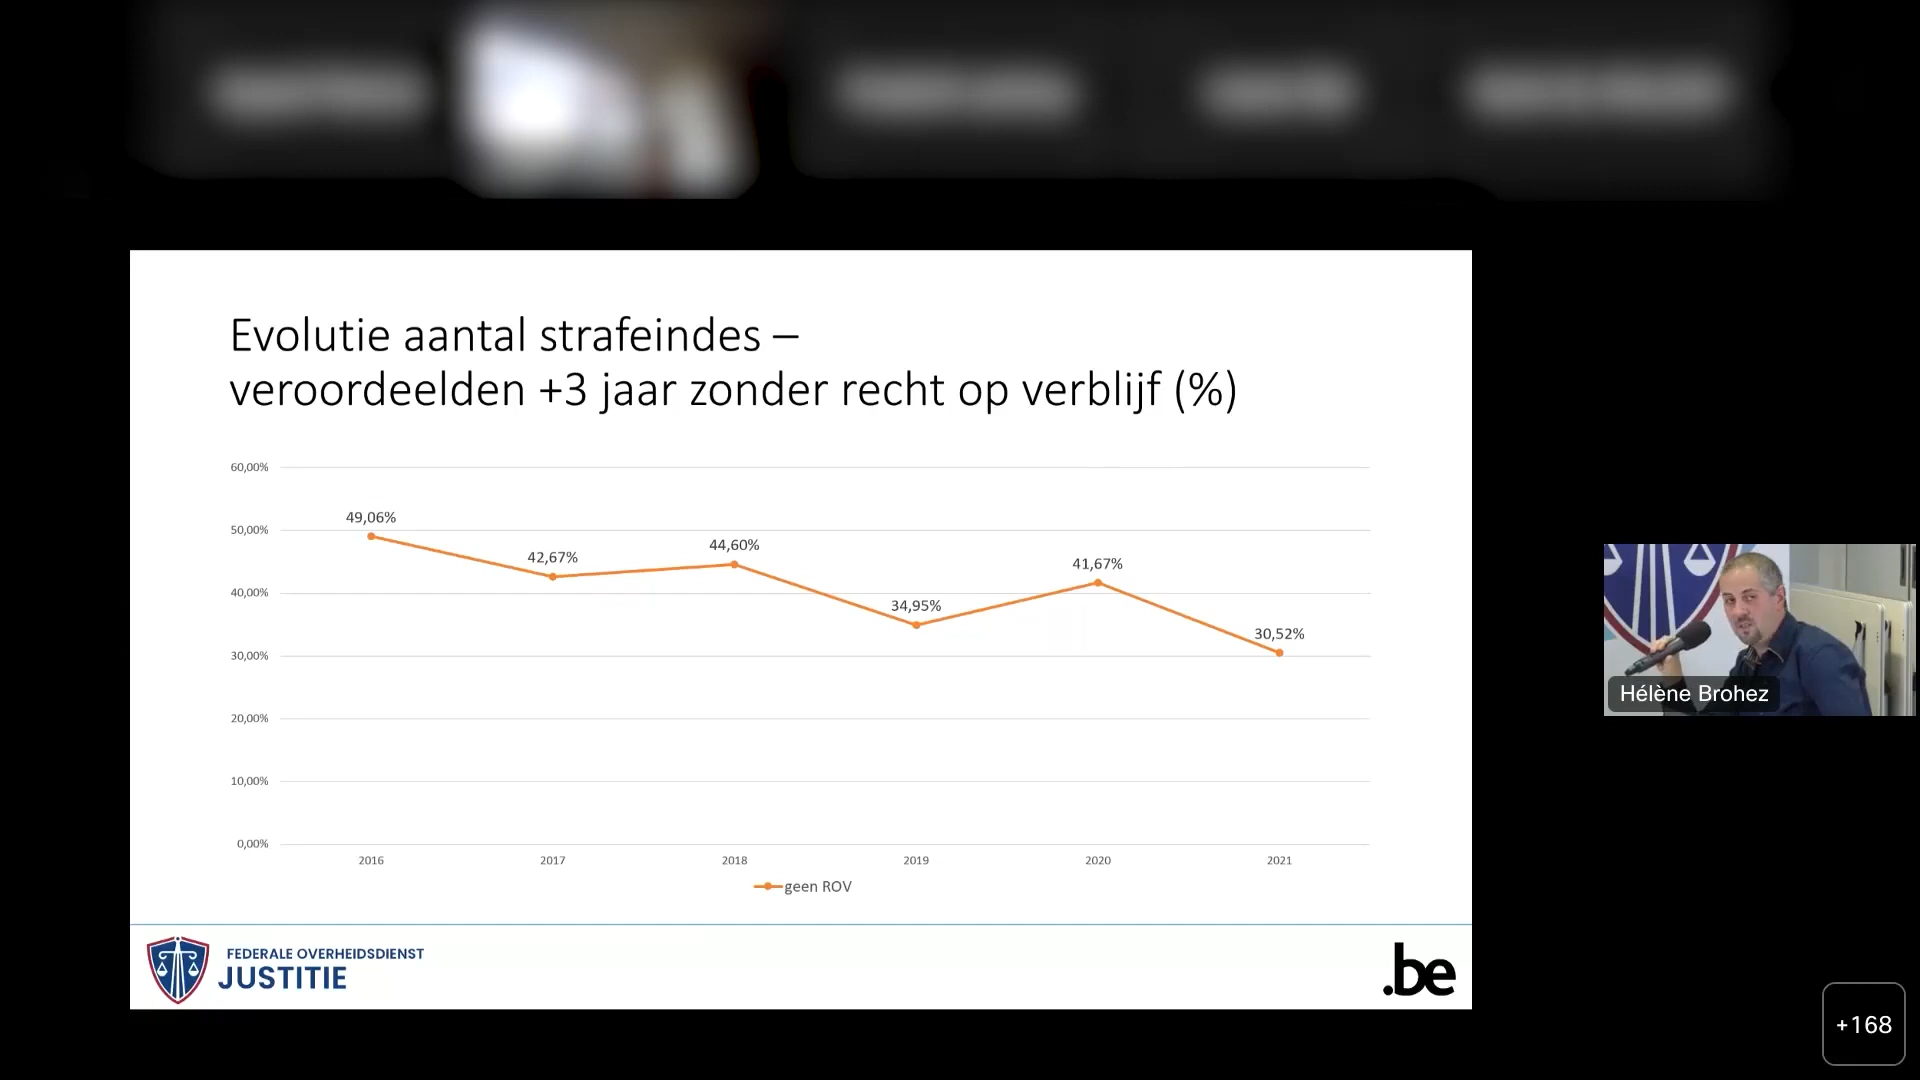 Evolutie aantal strafeindes –
veroordeelden +3 jaar zonder recht op verblijf (%)
60,00%
50,00%
40,00%
30,00%
20,00%
10,00%
0,00%
49,06%
42,67%
44,60%
34,95%
41,67%
30,52%
2016 2017 2018 2019 2020 2021
geen ROV
FEDERALE OVERHEIDSDIENST
JUSTITIE
.be
Hélène Brohez
+168